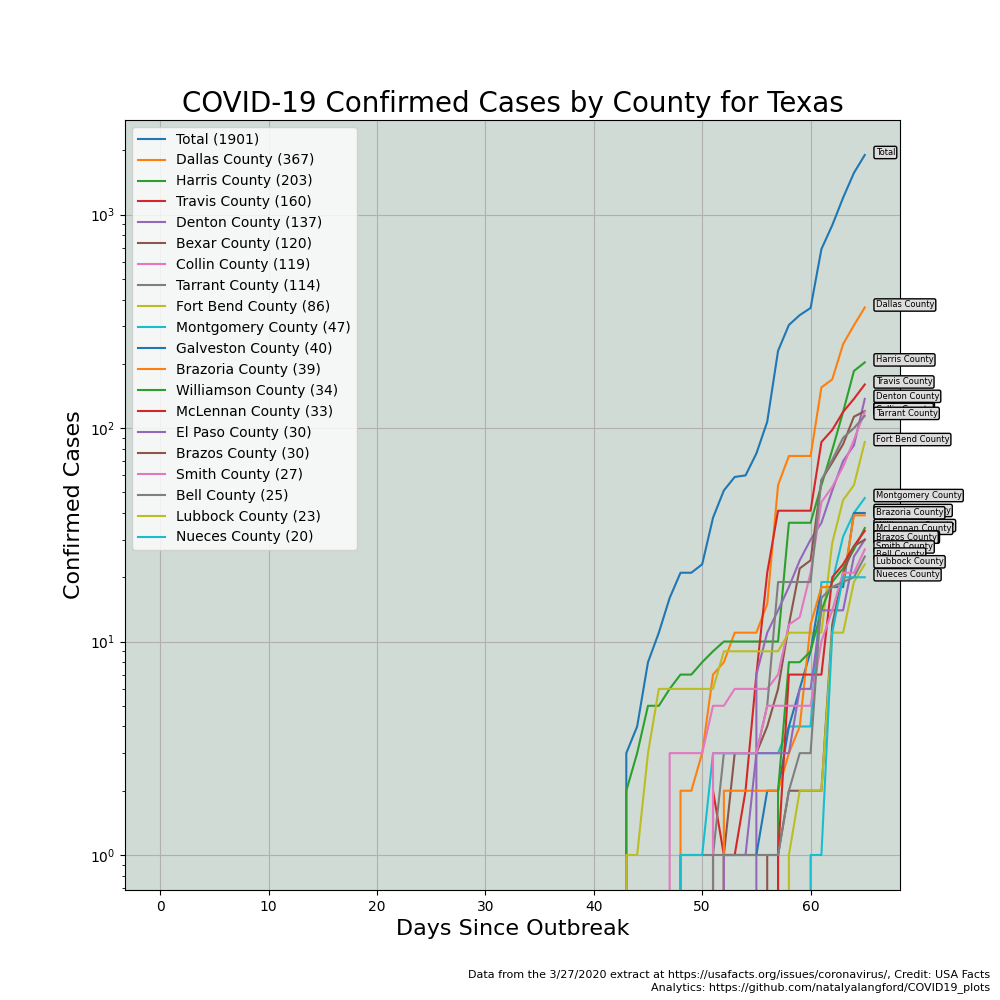 COVID-19 Confirmed Cases by County for Texas
Total (1901)
Dallas County (367)
Harris County (203)
Travis County (160)
Denton County (137)
Bexar County (120)
Collin County (119)
Tarrant County (114)
Fort Bend County (86)
Montgomery County (47)
Galveston County (40)
Brazoria County (39)
Williamson County (34)
McLennan County (33)
El Paso County (30)
Brazos County (30)
Smith County (27)
Bell County (25)
Lubbock County (23)
Nueces County (20)
Total
Dallas County
Harris County
Travis County
Denton County
Tarrant County
Fort Bend County
Montgomery County
Brazoria County
McLennan County
Brazos County
Smith County
Bell County
Lubbock County
Nueces County
10³
10²
10¹
10⁰
Confirmed Cases
0 10 20 30 40 50 60
Days Since Outbreak
Data from the 3/27/2020 extract at https://usafacts.org/issues/coronavirus/, Credit: USA Facts
Analytics: https://github.com/natalyalangford/COVID19_plots